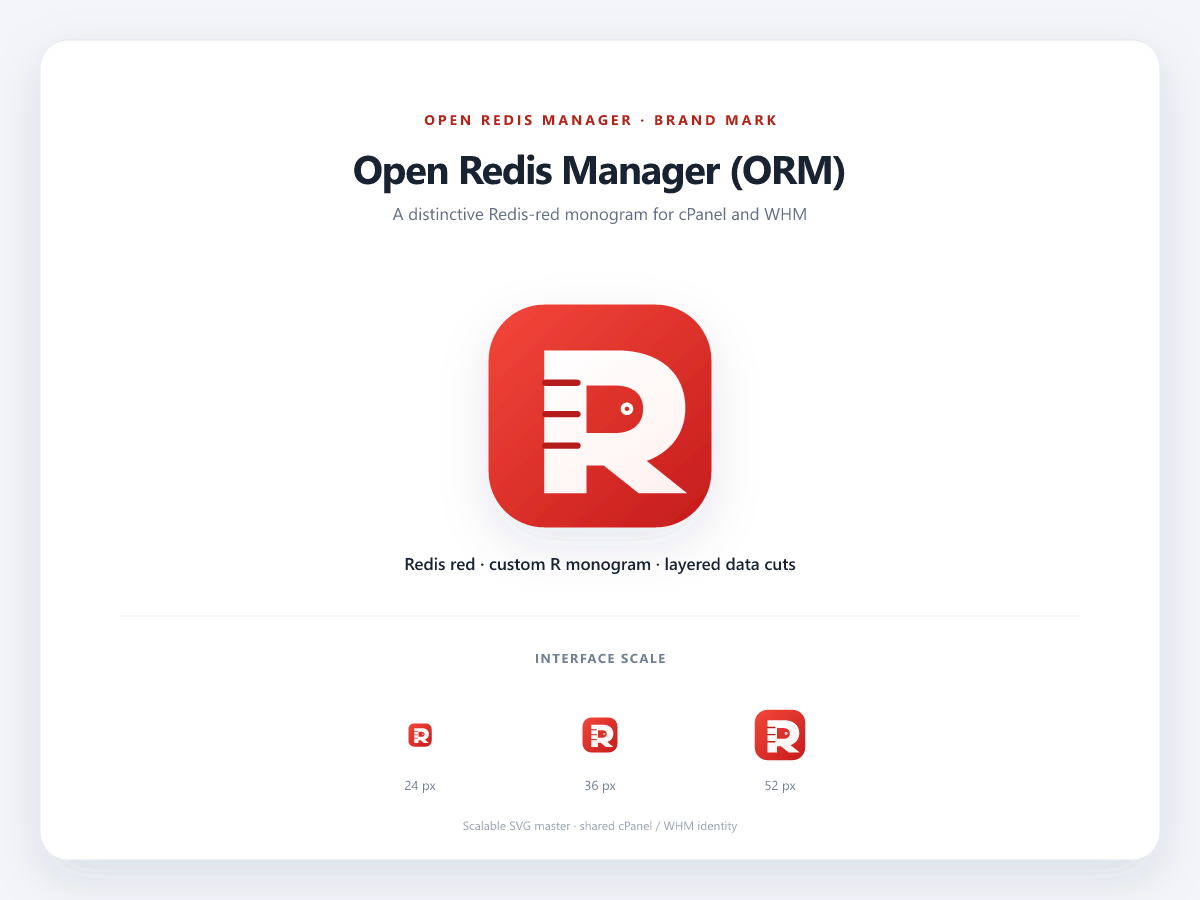 OPEN REDIS MANAGER · BRAND MARK
Open Redis Manager (ORM)
A distinctive Redis-red monogram for cPanel and WHM
R
Redis red · custom R monogram · layered data cuts
INTERFACE SCALE
R R R
24 px 36 px 52 px
Scalable SVG master · shared cPanel / WHM identity